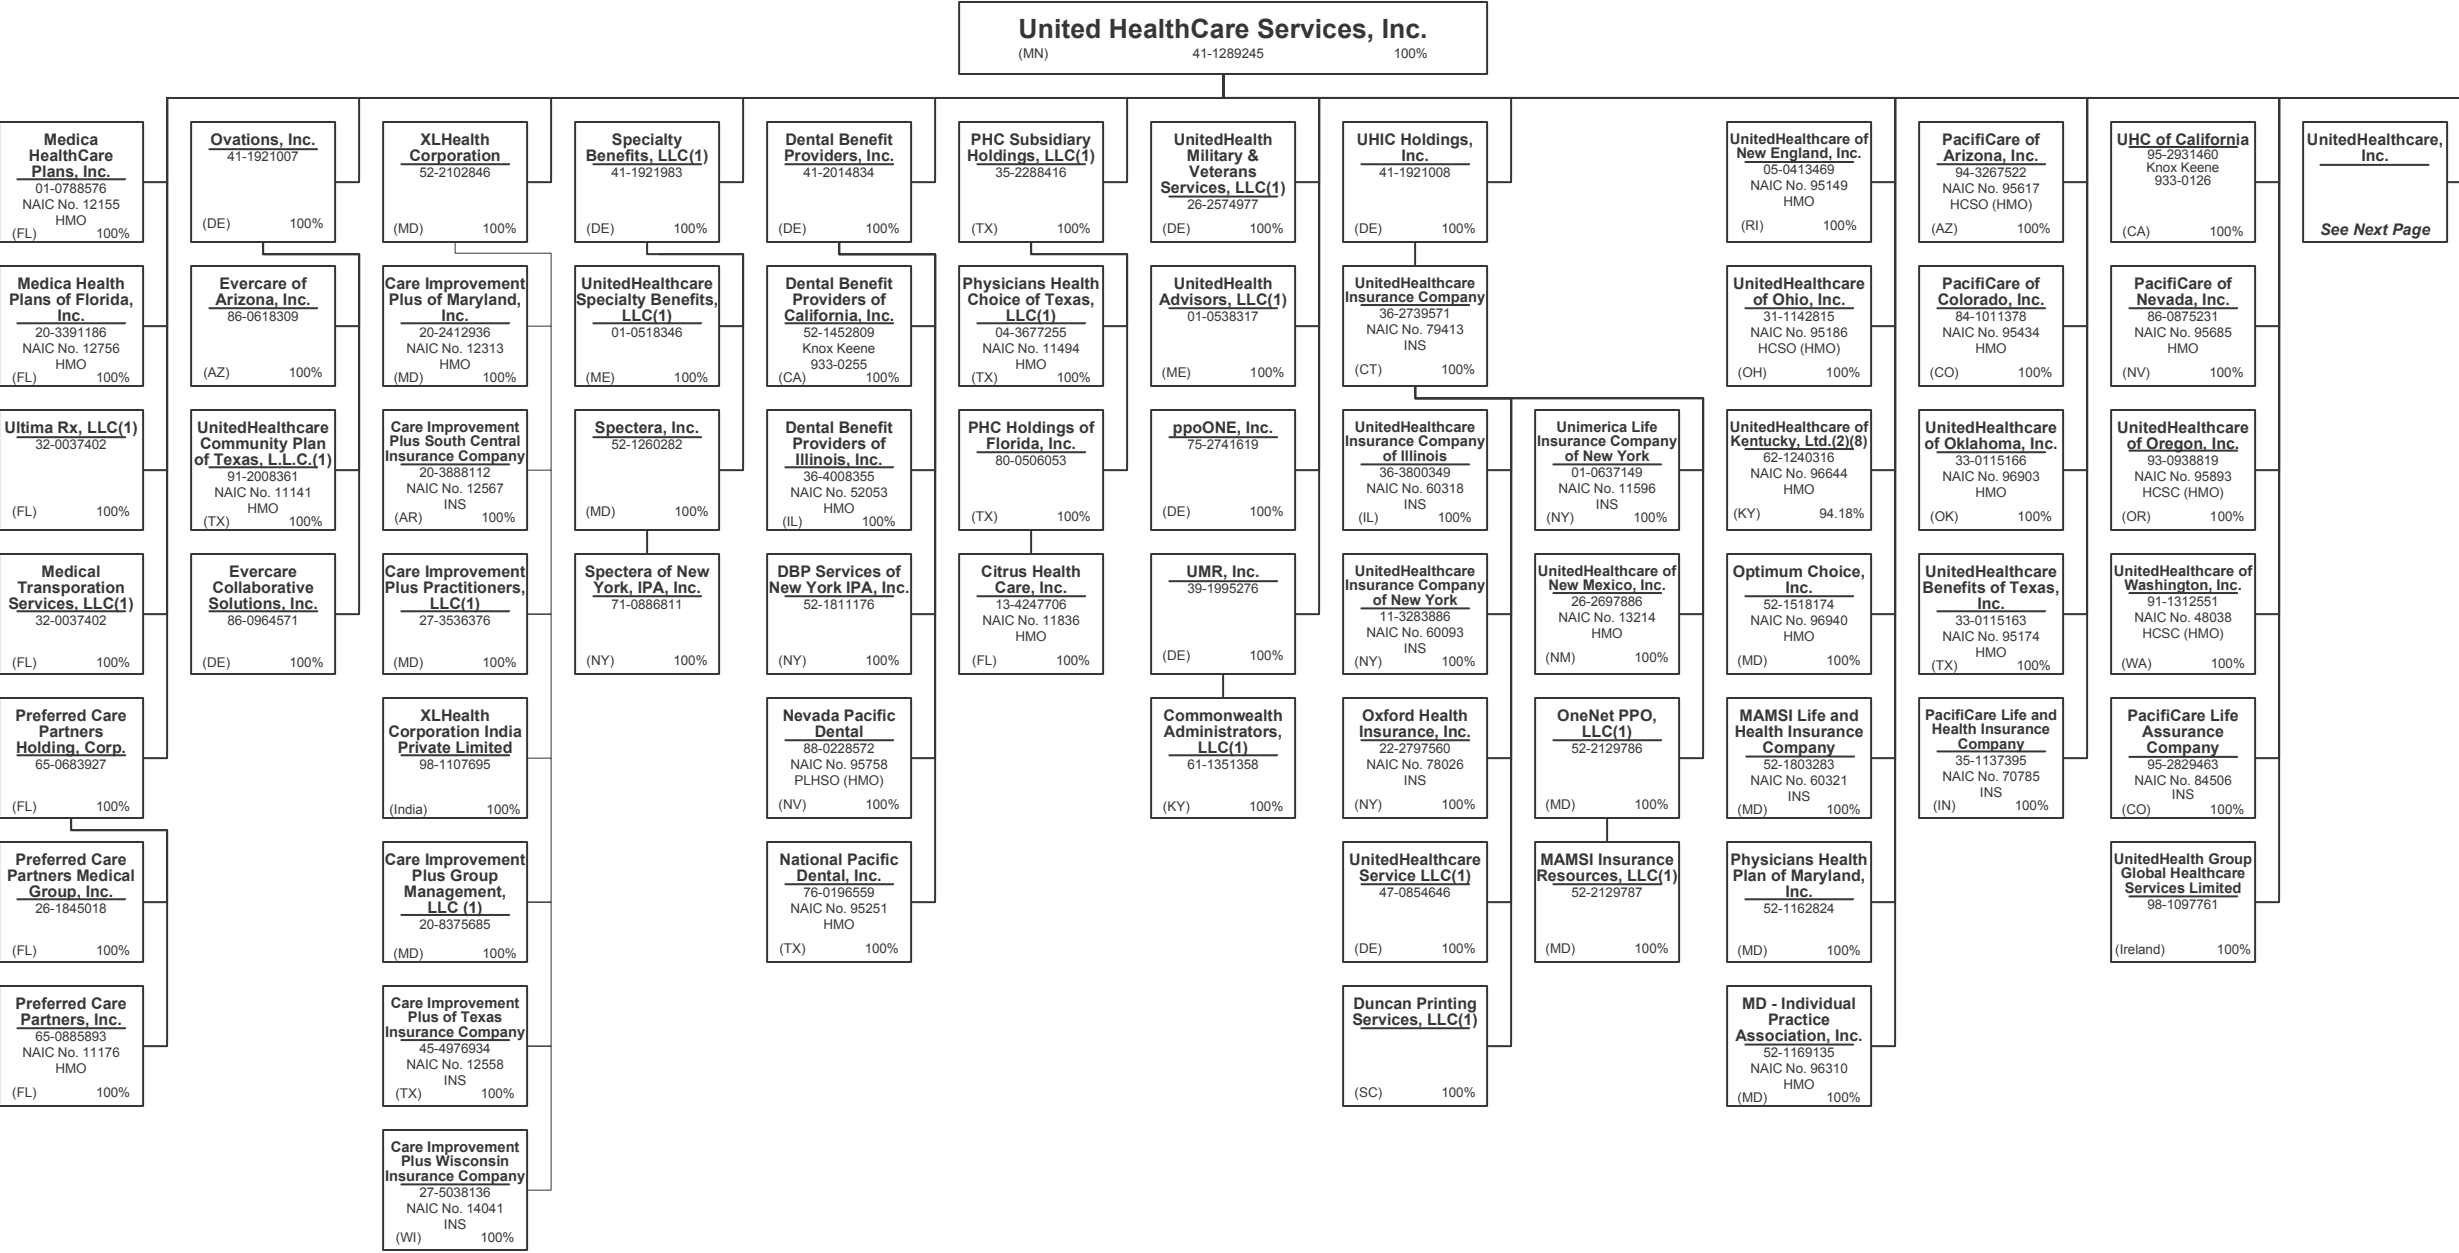 United HealthCare Services, Inc.
(MN) 41-1289245 100%
Medica
HealthCare
Plans, Inc.
01-0788576
NAIC No. 12155
HMO
(FL) 100%
Medica Health
Plans of Florida,
Inc.
20-3391186
NAIC No. 12756
HMO
(FL) 100%
Ultima Rx, LLC(1)
32-0037402
(FL) 100%
Medical
Transporation
Services, LLC(1)
32-0037402
(FL) 100%
Preferred Care
Partners
Holding, Corp.
65-0683927
(FL) 100%
Preferred Care
Partners Medical
Group, Inc.
26-1845018
(FL) 100%
Preferred Care
Partners, Inc.
65-0885893
NAIC No. 11176
HMO
(FL) 100%
Ovations, Inc.
41-1921007
(DE) 100%
Evercare of
Arizona, Inc.
86-0618309
(AZ) 100%
UnitedHealthcare
Community Plan
of Texas, L.L.C.(1)
91-2008361
NAIC No. 11141
HMO
(TX) 100%
Evercare
Collaborative
Solutions, Inc.
86-0964571
(DE) 100%
XLHealth
Corporation
52-2102846
(MD) 100%
Care Improvement
Plus of Maryland,
Inc.
20-2412936
NAIC No. 12313
HMO
(MD) 100%
Care Improvement
Plus South Central
Insurance Company
20-3888112
NAIC No. 12567
INS
(AR) 100%
Care Improvement
Plus Practitioners,
LLC(1)
27-3536376
(MD) 100%
XLHealth
Corporation India
Private Limited
98-1107695
(India) 100%
Care Improvement
Plus Group
Management,
LLC (1)
20-8375685
(MD) 100%
Care Improvement
Plus of Texas
Insurance Company
45-4976934
NAIC No. 12558
INS
(TX) 100%
Care Improvement
Plus Wisconsin
Insurance Company
27-5038136
NAIC No. 14041
INS
(WI) 100%
Specialty
Benefits, LLC(1)
41-1921983
(DE) 100%
UnitedHealthcare
Specialty Benefits,
LLC(1)
01-0518346
(ME) 100%
Spectera, Inc.
52-1260282
(MD) 100%
Spectera of New
York, IPA, Inc.
71-0886811
(NY) 100%
Dental Benefit
Providers, Inc.
41-2014834
(DE) 100%
Dental Benefit
Providers of
California, Inc.
52-1452809
Knox Keene
933-0255
(CA) 100%
Dental Benefit
Providers of
Illinois, Inc.
36-4008355
NAIC No. 52053
HMO
(IL) 100%
DBP Services of
New York IPA, Inc.
52-1811176
(NY) 100%
Nevada Pacific
Dental
88-0228572
NAIC No. 95758
PLHSO (HMO)
(NV) 100%
National Pacific
Dental, Inc.
76-0196559
NAIC No. 95251
HMO
(TX) 100%
PHC Subsidiary
Holdings, LLC(1)
35-2288416
(TX) 100%
Physicians Health
Choice of Texas,
LLC(1)
04-3677255
NAIC No. 11494
HMO
(TX) 100%
PHC Holdings of
Florida, Inc.
80-0506053
(TX) 100%
Citrus Health
Care, Inc.
13-4247706
NAIC No. 11836
HMO
(FL) 100%
UnitedHealth
Military &
Veterans
Services, LLC(1)
26-2574977
(DE) 100%
UnitedHealth
Advisors, LLC(1)
01-0538317
(ME) 100%
ppoONE, Inc.
75-2741619
(DE) 100%
UMR, Inc.
39-1995276
(DE) 100%
Commonwealth
Administrators,
LLC(1)
61-1351358
(KY) 100%
UHIC Holdings,
Inc.
41-1921008
(DE) 100%
UnitedHealthcare
Insurance Company
36-2739571
NAIC No. 79413
INS
(CT) 100%
UnitedHealthcare
Insurance Company
of Illinois
36-3800349
NAIC No. 60318
INS
(IL) 100%
UnitedHealthcare
Insurance Company
of New York
11-3283886
NAIC No. 60093
INS
(NY) 100%
Oxford Health
Insurance, Inc.
22-2797560
NAIC No. 78026
INS
(NY) 100%
UnitedHealthcare
Service LLC(1)
47-0854646
(DE) 100%
Duncan Printing
Services, LLC(1)
(SC) 100%
Unimerica Life
Insurance Company
of New York
01-0637149
NAIC No. 11596
INS
(NY) 100%
UnitedHealthcare of
New Mexico, Inc.
26-2697886
NAIC No. 13214
HMO
(NM) 100%
OneNet PPO,
LLC(1)
52-2129786
(MD) 100%
MAMSI Insurance
Resources, LLC(1)
52-2129787
(MD) 100%
UnitedHealthcare of
New England, Inc.
05-0413469
NAIC No. 95149
HMO
(RI) 100%
UnitedHealthcare
of Ohio, Inc.
31-1142815
NAIC No. 95186
HCSO (HMO)
(OH) 100%
UnitedHealthcare of
Kentucky, Ltd.(2)(8)
62-1240316
NAIC No. 96644
HMO
(KY) 94.18%
Optimum Choice,
Inc.
52-1518174
NAIC No. 96940
HMO
(MD) 100%
MAMSI Life and
Health Insurance
Company
52-1803283
NAIC No. 60321
INS
(MD) 100%
Physicians Health
Plan of Maryland,
Inc.
52-1162824
(MD) 100%
MD - Individual
Practice
Association, Inc.
52-1169135
NAIC No. 96310
HMO
(MD) 100%
PacifiCare of
Arizona, Inc.
94-3267522
NAIC No. 95617
HCSO (HMO)
(AZ) 100%
PacifiCare of
Colorado, Inc.
84-1011378
NAIC No. 95434
HMO
(CO) 100%
UnitedHealthcare
of Oklahoma, Inc.
33-0115166
NAIC No. 96903
HMO
(OK) 100%
UnitedHealthcare
Benefits of Texas,
Inc.
33-0115163
NAIC No. 95174
HMO
(TX) 100%
PacifiCare Life and
Health Insurance
Company
35-1137395
NAIC No. 70785
INS
(IN) 100%
UHC of California
95-2931460
Knox Keene
933-0126
(CA) 100%
PacifiCare of
Nevada, Inc.
86-0875231
NAIC No. 95685
HMO
(NV) 100%
UnitedHealthcare
of Oregon, Inc.
93-0938819
NAIC No. 95893
HCSC (HMO)
(OR) 100%
UnitedHealthcare of
Washington, Inc.
91-1312551
NAIC No. 48038
HCSC (HMO)
(WA) 100%
PacifiCare Life
Assurance
Company
95-2829463
NAIC No. 84506
INS
(CO) 100%
UnitedHealth Group
Global Healthcare
Services Limited
98-1097761
(Ireland) 100%
UnitedHealthcare,
Inc.
See Next Page